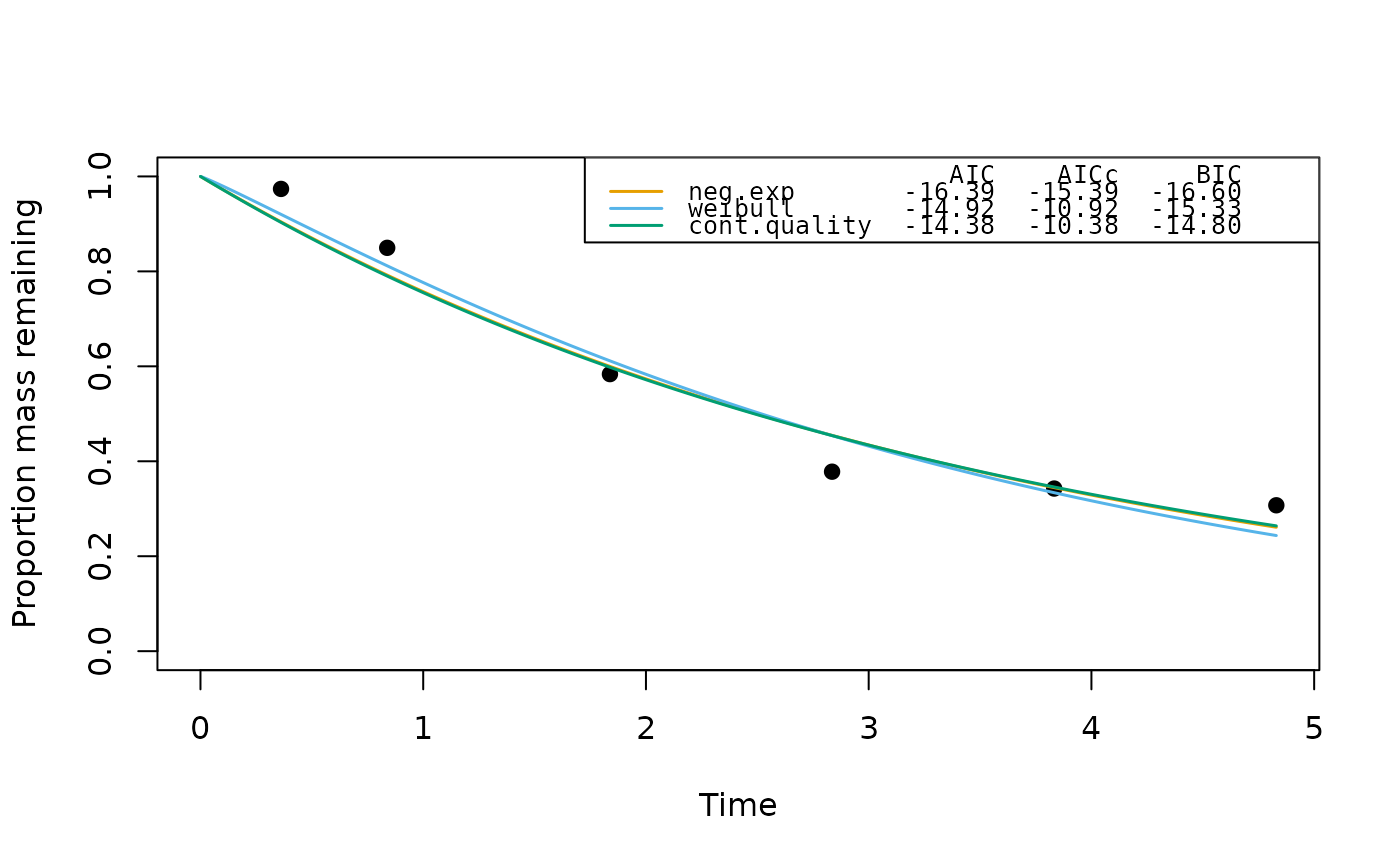 AIC AICc BIC
neg.exp -16.39 -15.39 -16.60
weibull -14.92 -10.92 -15.33
cont.quality -14.38 -10.38 -14.80
Proportion mass remaining
1.0
0.8
0.6
0.4
0.2
0.0
0 1 2 3 4 5
Time